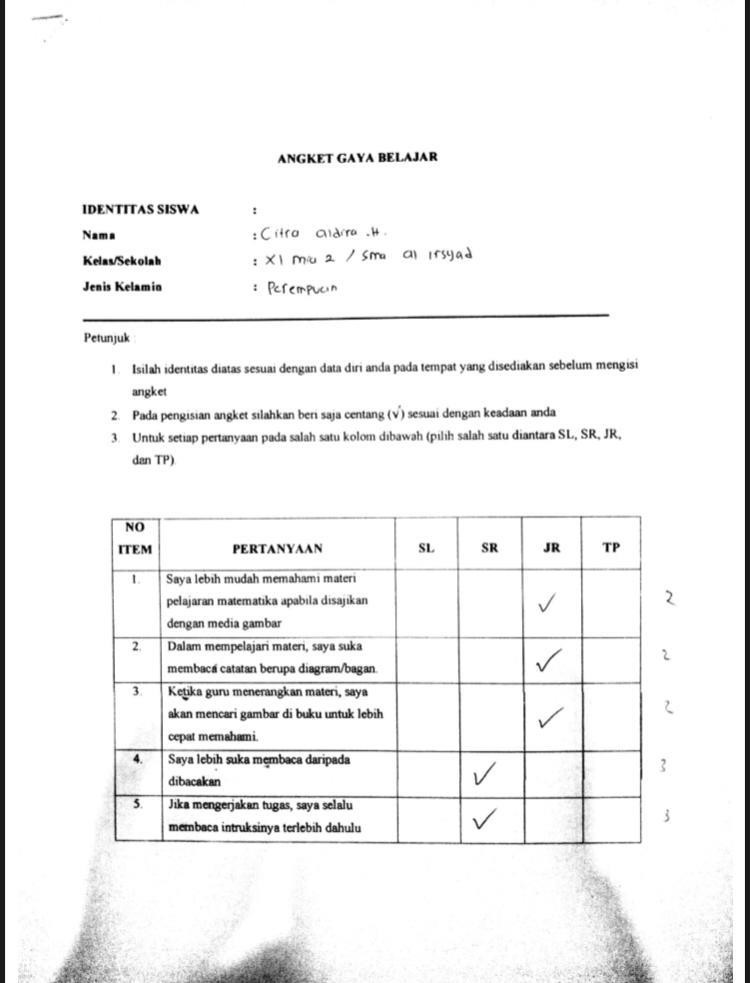 ANGKET GAYA BELAJAR
IDENTITAS SISWA :
Nama : Citra aldira .H.
Kelas/Sekolah : XI mia 2 / Sma al irsyad
Jenis Kelamin : Perempuan
Petunjuk :
1. Isilah identitas diatas sesuai dengan data diri anda pada tempat yang disediakan sebelum mengisi
angket
2. Pada pengisian angket silahkan beri saja centang (√) sesuai dengan keadaan anda
3. Untuk setiap pertanyaan pada salah satu kolom dibawah (pilih salah satu diantara SL, SR, JR,
dan TP)
NO
ITEM PERTANYAAN SL SR JR TP
1. Saya lebih mudah memahami materi
pelajaran matematika apabila disajikan ✓ 2
dengan media gambar
2. Dalam mempelajari materi, saya suka
membaca catatan berupa diagram/bagan. ✓ 2
3. Ketika guru menerangkan materi, saya
akan mencari gambar di buku untuk lebih ✓ 2
cepat memahami.
4. Saya lebih suka membaca daripada
dibacakan ✓ 3
5. Jika mengerjakan tugas, saya selalu
membaca intruksinya terlebih dahulu ✓ 3